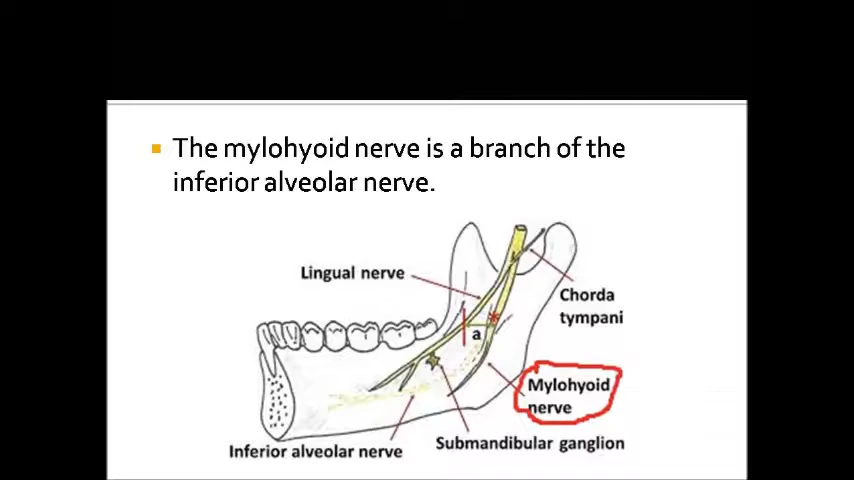 The mylohyoid nerve is a branch of the
inferior alveolar nerve.
Lingual nerve
Chorda
tympani
a
Mylohyoid
nerve
Submandibular ganglion
Inferior alveolar nerve